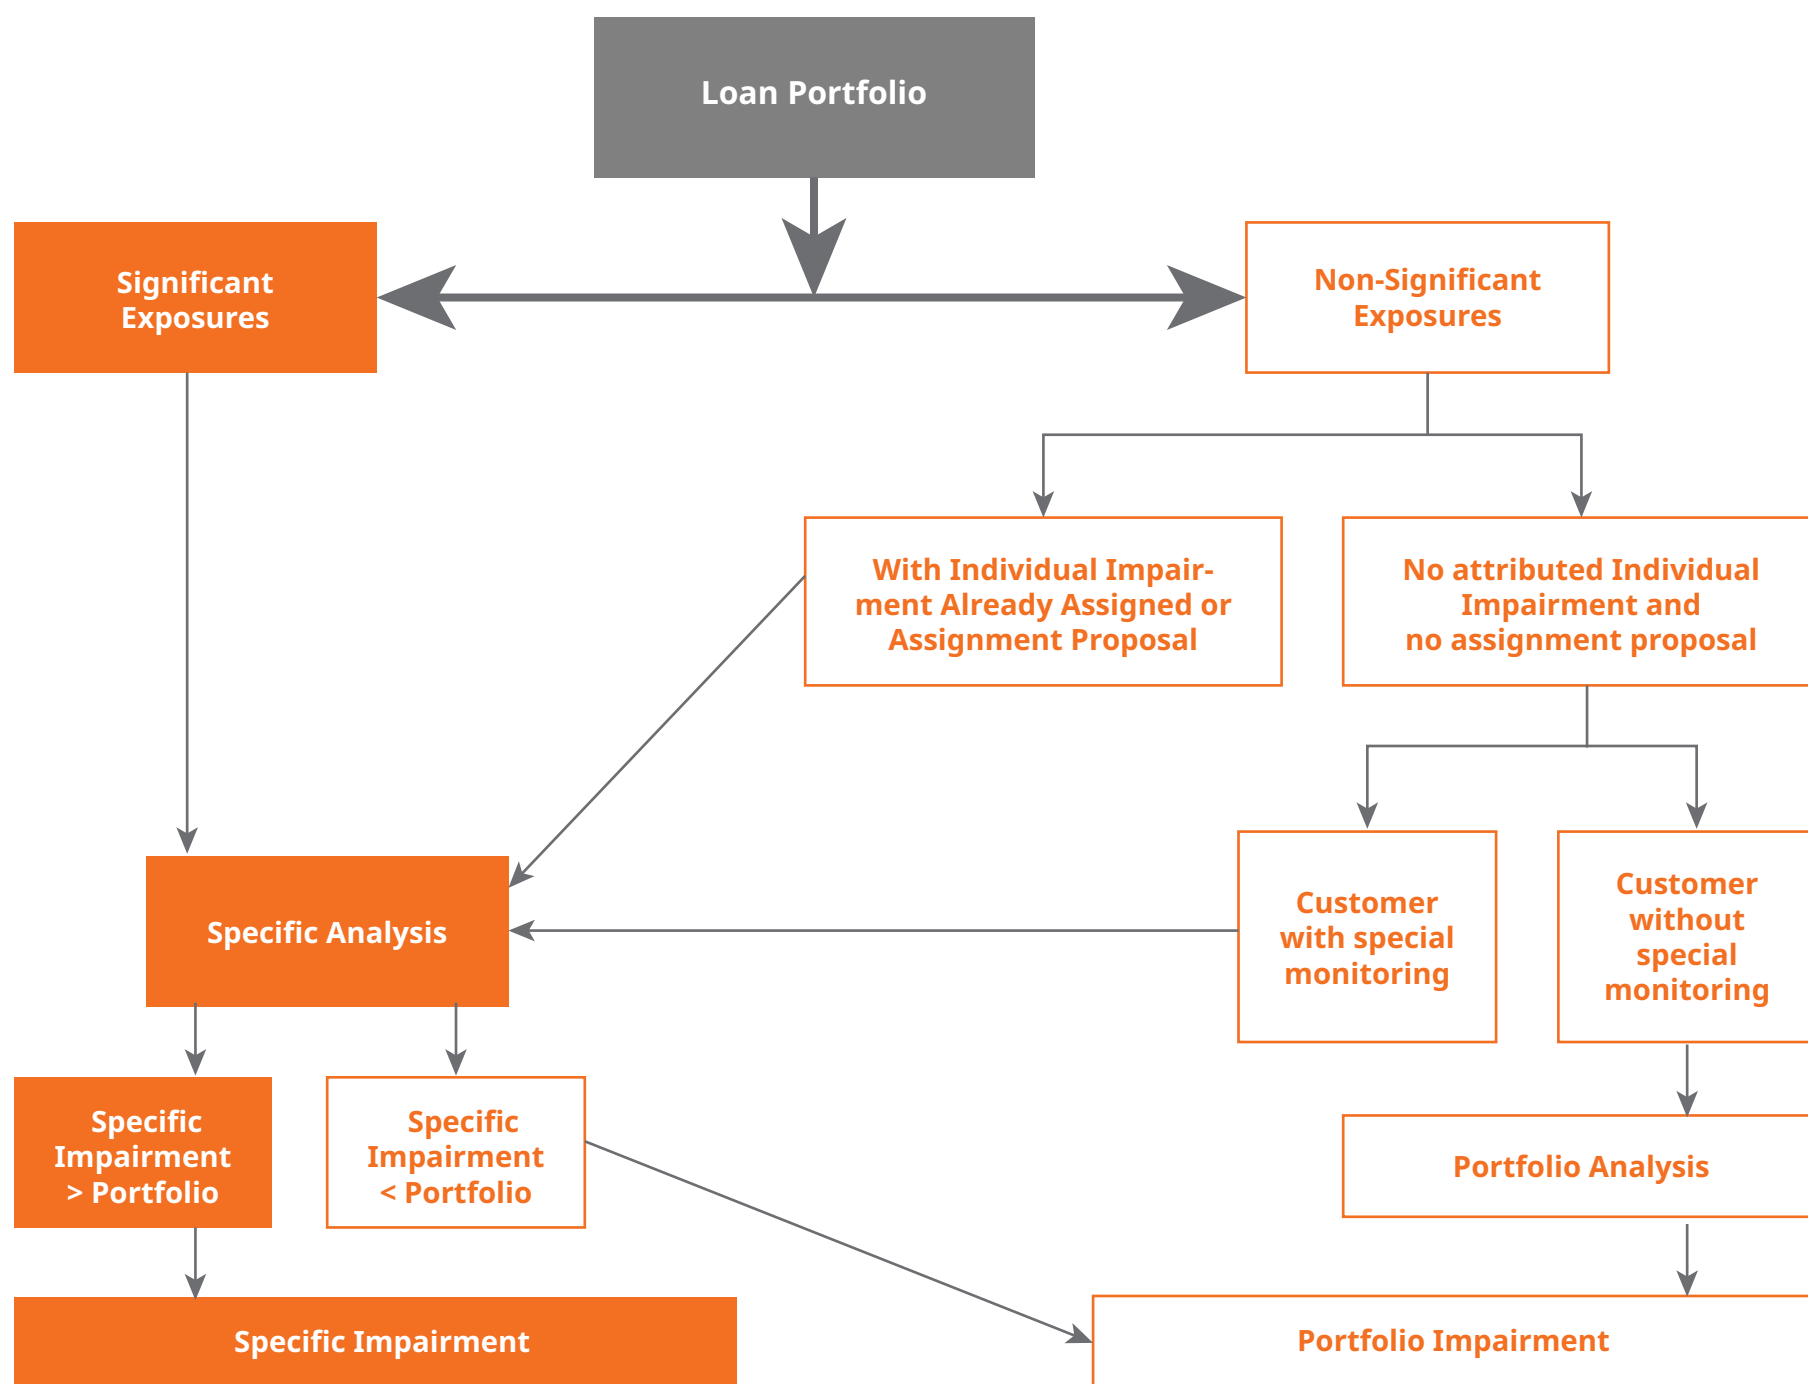 Loan Portfolio
Significant
Exposures
Non-Significant
Exposures
With Individual Impair-
ment Already Assigned or
Assignment Proposal
No attributed Individual
Impairment and
no assignment proposal
Specific Analysis
Customer
with special
monitoring
Customer
without
special
monitoring
Specific
Impairment
> Portfolio
Specific
Impairment
< Portfolio
Portfolio Analysis
Specific Impairment
Portfolio Impairment